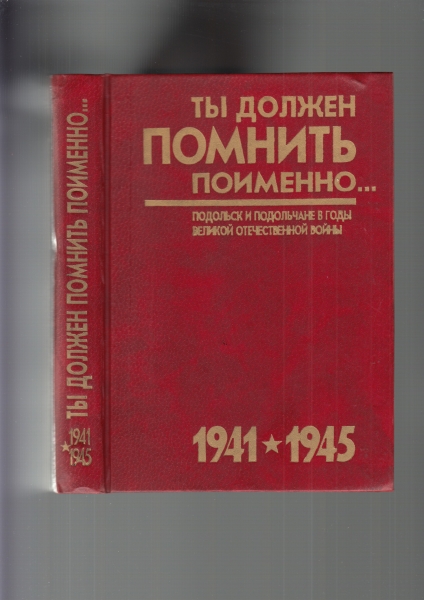 ТЫ ДОЛЖЕН
ПОМНИТЬ
ПОИМЕННО...
ПОДОЛЬСК И ПОДОЛЬЧАНЕ В ГОДЫ
ВЕЛИКОЙ ОТЕЧЕСТВЕННОЙ ВОЙНЫ
1941 ★ 1945
ТЫ ДОЛЖЕН ПОМНИТЬ ПОИМЕННО...
1941
★
1945